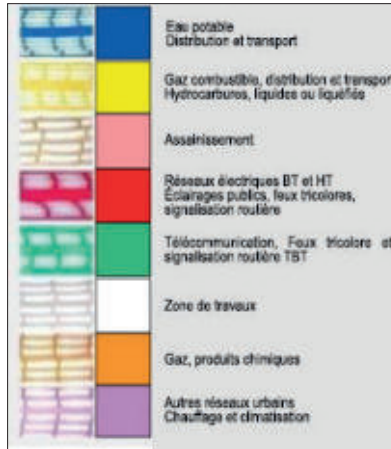 Eau potable
Distribution et transport
Gaz combustible, distribution et transport
Hydrocarbures, liquides ou liquéfiés
Assainissement
Réseaux électriques BT et HT
Éclairages publics, feux tricolores,
signalisation routière
Télécommunication, Feux tricolore et
signalisation routière TBT
Zone de travaux
Gaz, produits chimiques
Autres réseaux urbains
Chauffage et climatisation